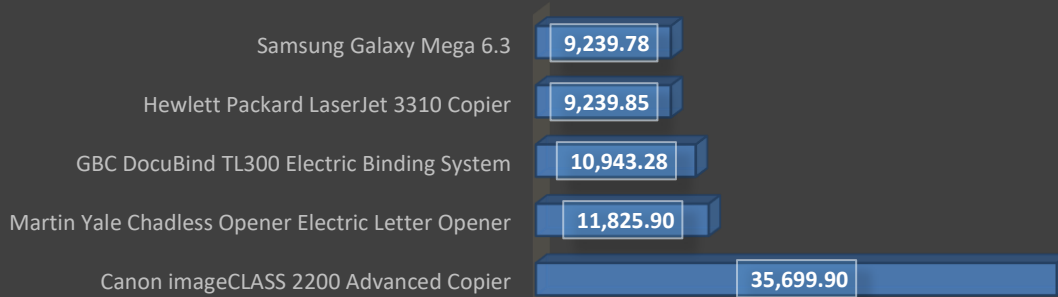 Samsung Galaxy Mega 6.3 9,239.78
Hewlett Packard LaserJet 3310 Copier 9,239.85
GBC DocuBind TL300 Electric Binding System 10,943.28
Martin Yale Chadless Opener Electric Letter Opener 11,825.90
Canon imageCLASS 2200 Advanced Copier 35,699.90